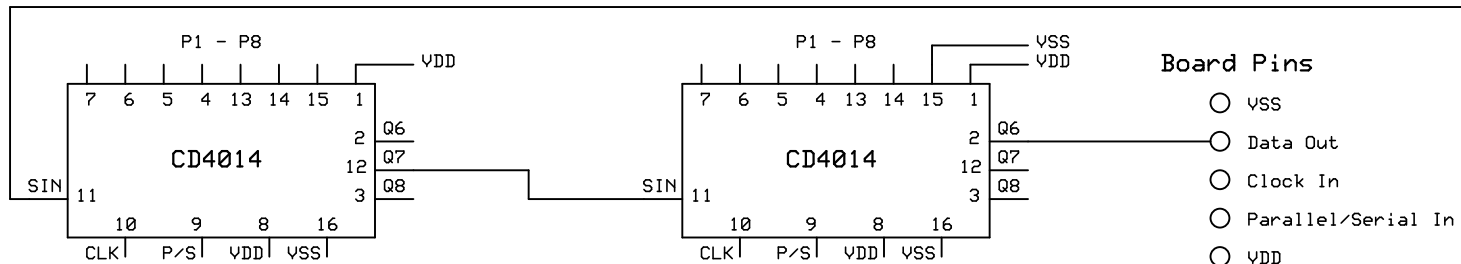 P1 - P8
P1 - P8
VSS
VDD
VDD
Board Pins
7 6 5 4 13 14 15 1
7 6 5 4 13 14 15 1
VSS
2 Q6
2 Q6
Data Out
CD4014
CD4014
12 Q7
12 Q7
Clock In
SIN 11
3 Q8
SIN 11
3 Q8
Parallel/Serial In
10 9 8 16
10 9 8 16
CLK P/S VDD VSS
CLK P/S VDD VSS
VDD